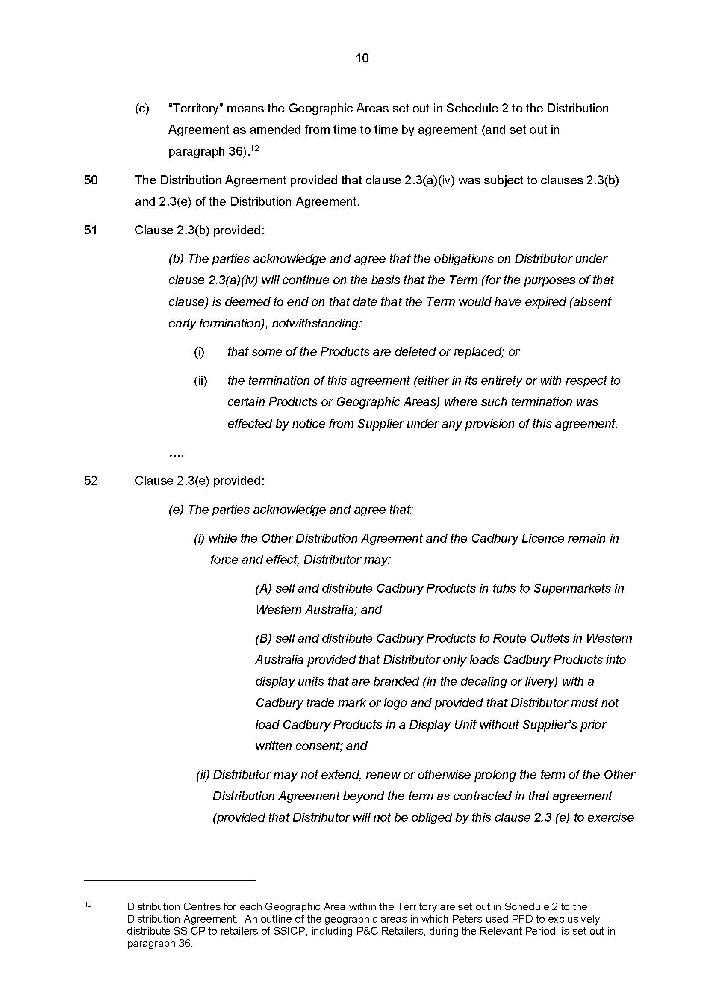 10
(c) “Territory” means the Geographic Areas set out in Schedule 2 to the Distribution
Agreement as amended from time to time by agreement (and set out in
paragraph 36).12
50 The Distribution Agreement provided that clause 2.3(a)(iv) was subject to clauses 2.3(b)
and 2.3(e) of the Distribution Agreement.
51 Clause 2.3(b) provided:
(b) The parties acknowledge and agree that the obligations on Distributor under
clause 2.3(a)(iv) will continue on the basis that the Term (for the purposes of that
clause) is deemed to end on that date that the Term would have expired (absent
early termination), notwithstanding:
(i) that some of the Products are deleted or replaced; or
(ii) the termination of this agreement (either in its entirety or with respect to
certain Products or Geographic Areas) where such termination was
effected by notice from Supplier under any provision of this agreement.
....
52 Clause 2.3(e) provided:
(e) The parties acknowledge and agree that:
(i) while the Other Distribution Agreement and the Cadbury Licence remain in
force and effect, Distributor may:
(A) sell and distribute Cadbury Products in tubs to Supermarkets in
Western Australia; and
(B) sell and distribute Cadbury Products to Route Outlets in Western
Australia provided that Distributor only loads Cadbury Products into
display units that are branded (in the decaling or livery) with a
Cadbury trade mark or logo and provided that Distributor must not
load Cadbury Products in a Display Unit without Supplier's prior
written consent; and
(ii) Distributor may not extend, renew or otherwise prolong the term of the Other
Distribution Agreement beyond the term as contracted in that agreement
(provided that Distributor will not be obliged by this clause 2.3 (e) to exercise
12 Distribution Centres for each Geographic Area within the Territory are set out in Schedule 2 to the
Distribution Agreement. An outline of the geographic areas in which Peters used PFD to exclusively
distribute SSICP to retailers of SSICP, including P&C Retailers, during the Relevant Period, is set out in
paragraph 36.